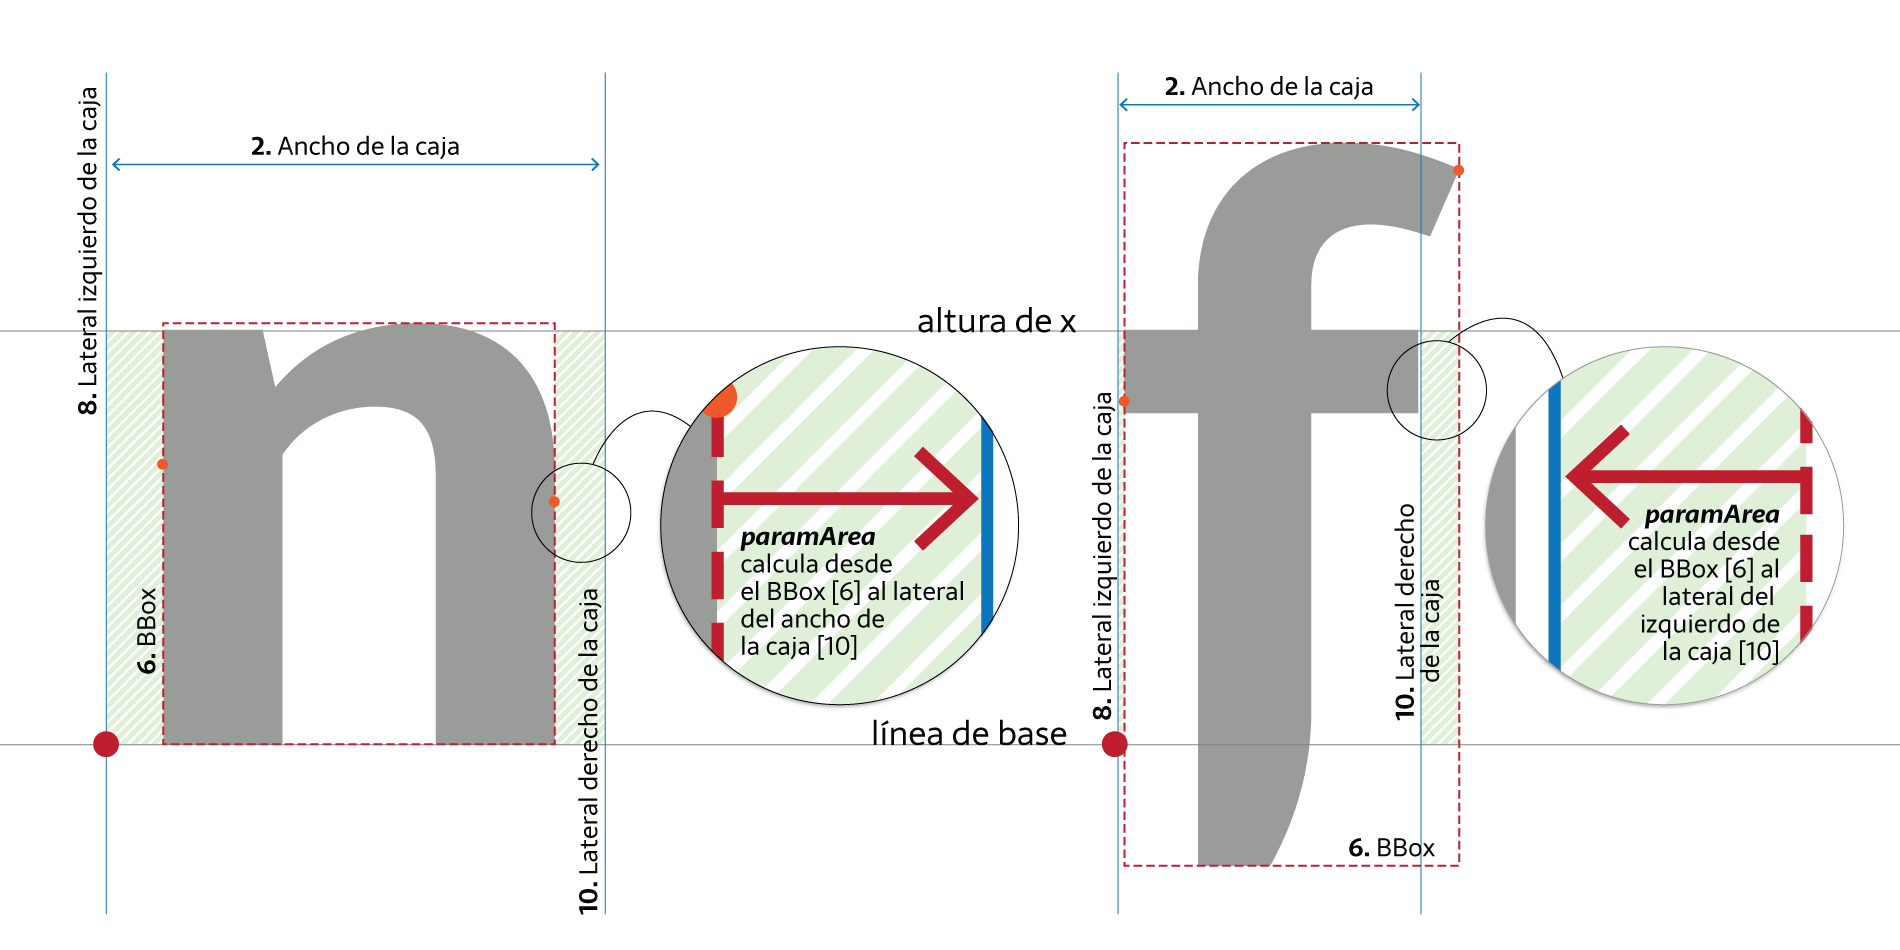 8. Lateral izquierdo de la caja
2. Ancho de la caja
6. BBox
10. Lateral derecho de la caja
paramArea
calcula desde
el BBox [6] al lateral
del ancho de
la caja [10]
altura de x
línea de base
2. Ancho de la caja
8. Lateral izquierdo de la caja
10. Lateral derecho
de la caja
6. BBox
paramArea
calcula desde
el BBox [6] al
lateral del
izquierdo de
la caja [10]
n
f